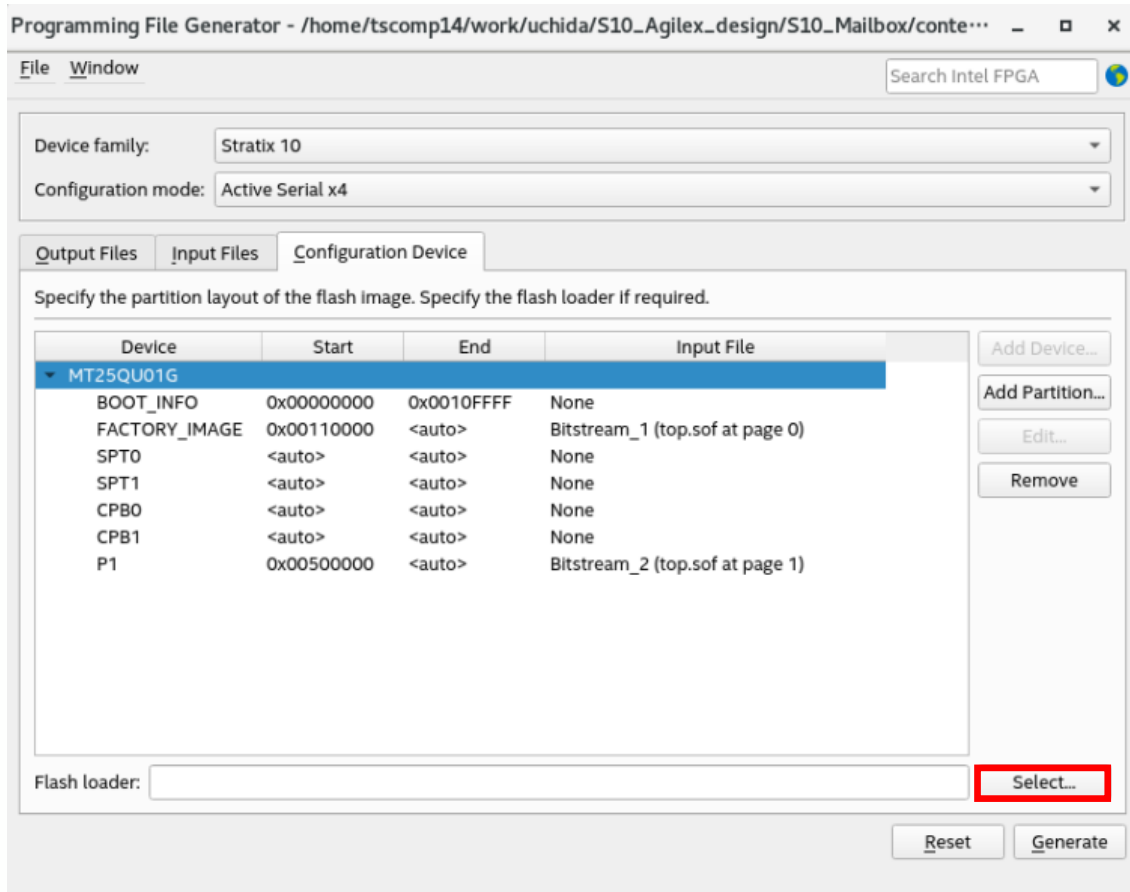 Programming File Generator - /home/tscomp14/work/uchida/S10_Agilex_design/S10_Mailbox/conte···
File Window
Search Intel FPGA
Device family: Stratix 10
Configuration mode: Active Serial x4
Output Files Input Files Configuration Device
Specify the partition layout of the flash image. Specify the flash loader if required.
Device Start End Input File
Add Device...
MT25QU01G
Add Partition...
BOOT_INFO 0x00000000 0x0010FFFF None
FACTORY_IMAGE 0x00110000 <auto> Bitstream_1 (top.sof at page 0)
Edit...
SPT0 <auto> <auto> None
SPT1 <auto> <auto> None
Remove
CPB0 <auto> <auto> None
CPB1 <auto> <auto> None
P1 0x00500000 <auto> Bitstream_2 (top.sof at page 1)
Flash loader: Select...
Reset Generate